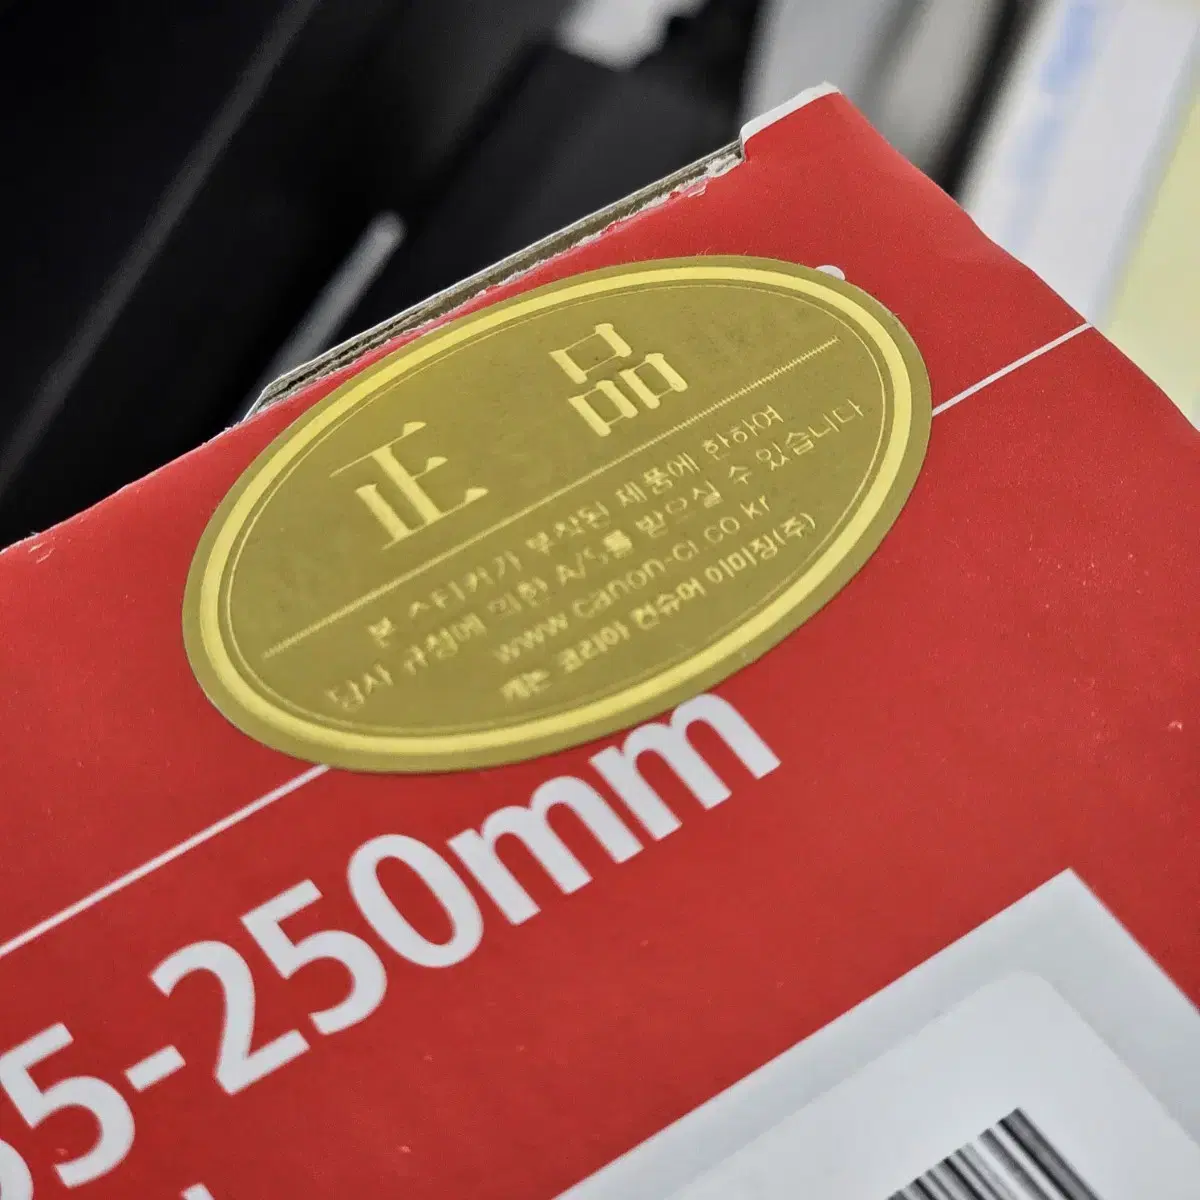 正 品
본 스티커가 부착된 제품에 한하여
당사 규정에 의한 A/S를 받으실 수 있습니다
www.canon-ci.co.kr
캐논 코리아 컨슈머 이미징(주)
55-250mm